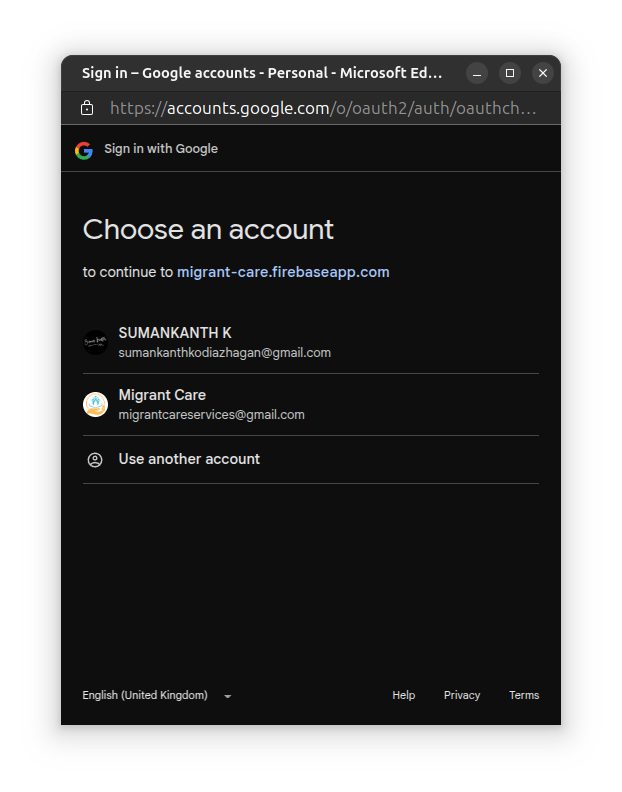 Sign in – Google accounts - Personal - Microsoft Ed...
https://accounts.google.com/o/oauth2/auth/oauthch...
Sign in with Google
Choose an account
to continue to migrant-care.firebaseapp.com
SUMANKANTH K
sumankanthkodiazhagan@gmail.com
Migrant Care
migrantcareservices@gmail.com
Use another account
English (United Kingdom)
Help Privacy Terms